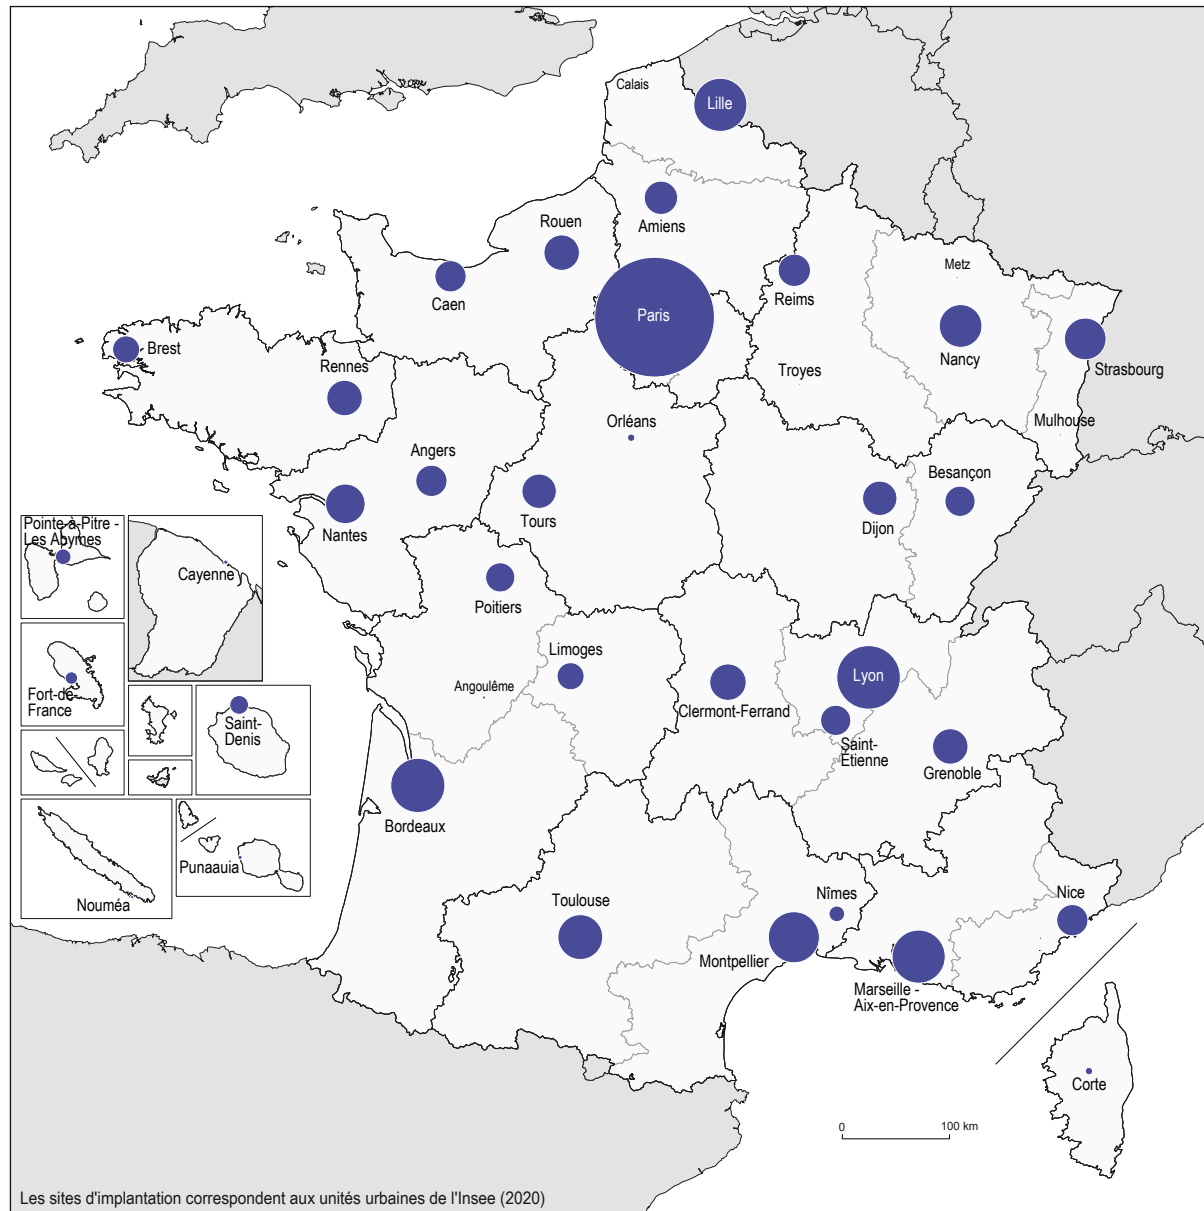 Calais
Lille
Amiens
Rouen
Caen
Reims
Metz
Paris
Nancy
Strasbourg
Brest
Rennes
Troyes
Mulhouse
Orléans
Angers
Besançon
Nantes
Tours
Dijon
Pointe-à-Pitre -
Les Abymes
Cayenne
Poitiers
Limoges
Angoulême
Clermont-Ferrand
Lyon
Saint-
Etienne
Grenoble
Fort-de-
France
Saint-
Denis
Bordeaux
Punaauia
Nouméa
Toulouse
Nîmes
Nice
Montpellier
Marseille -
Aix-en-Provence
Corte
0 100 km
Les sites d'implantation correspondent aux unités urbaines de l'Insee (2020)